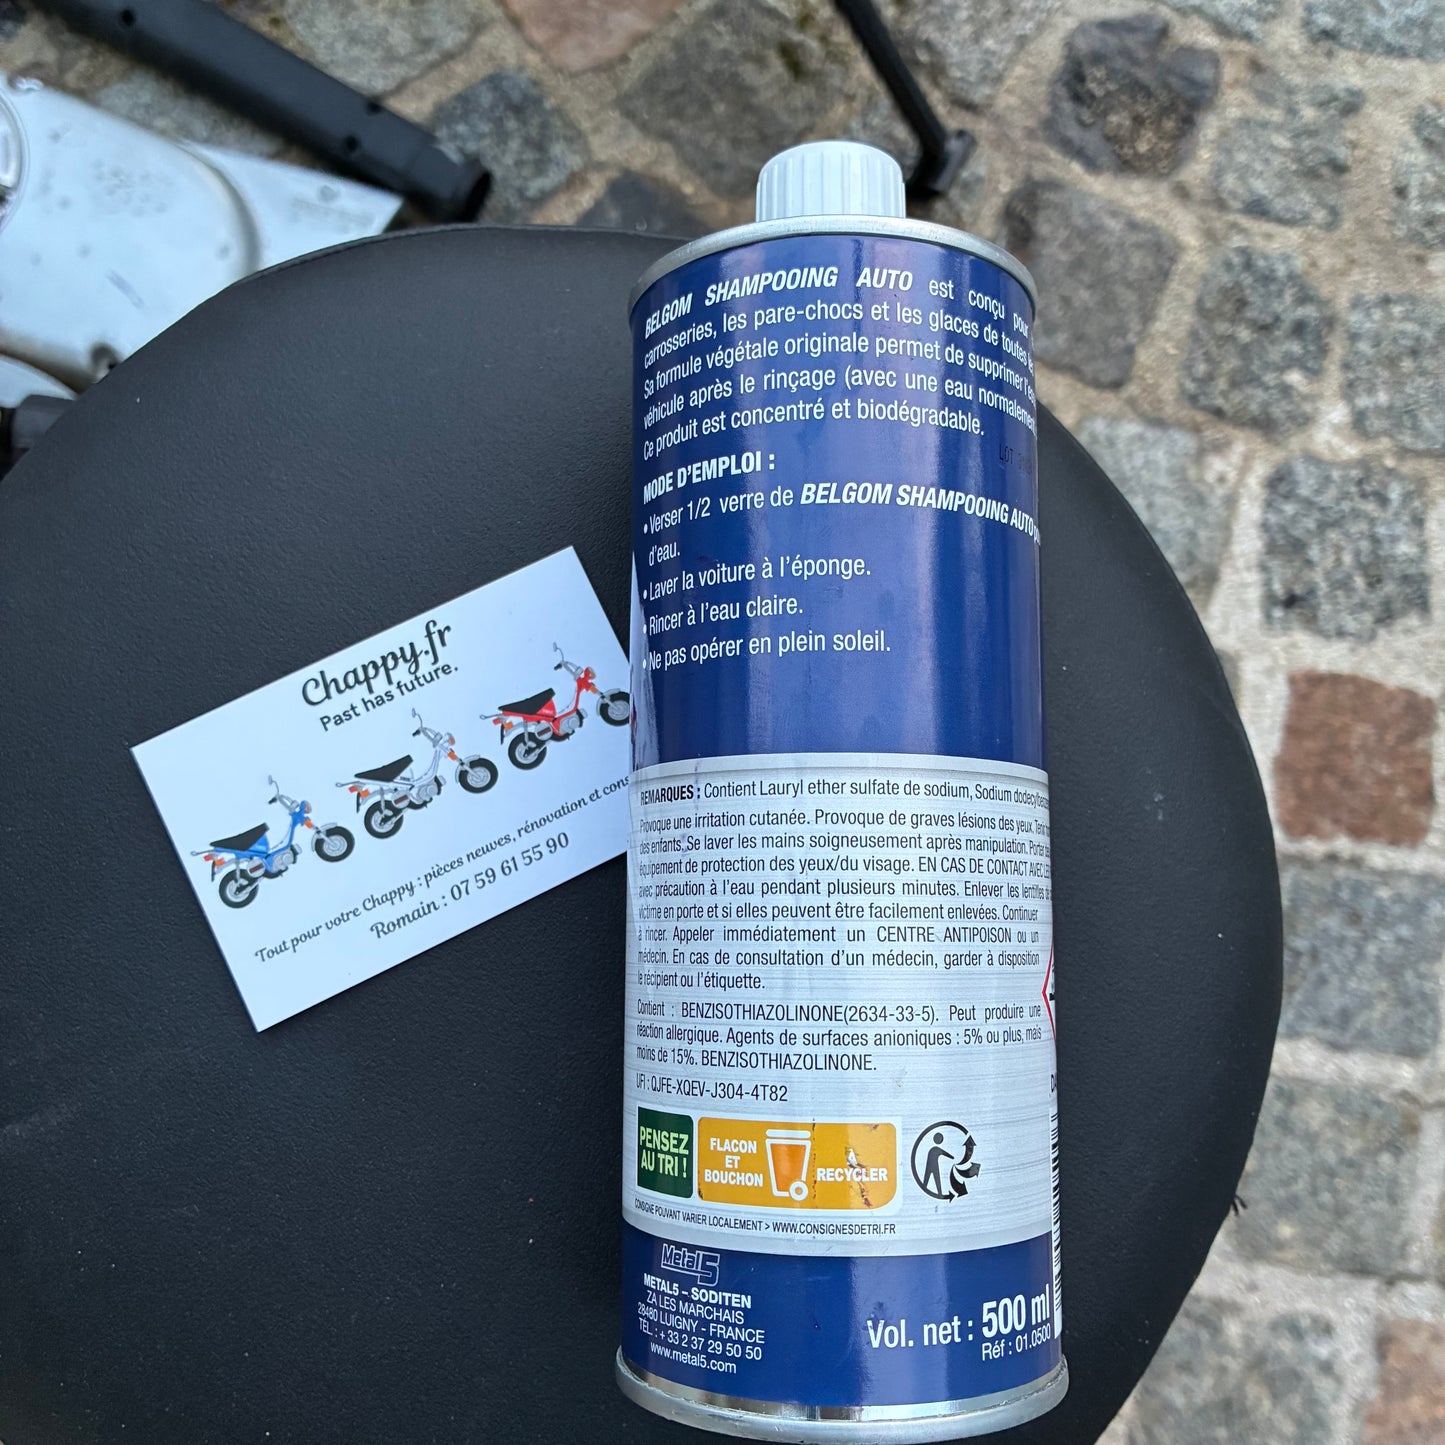 Chappy.fr
Past has future.
Tout pour votre Chappy : pièces neuves, rénovation et cons
Romain : 07 59 61 55 90
BELGOM SHAMPOOING AUTO est conçu pour
carrosseries, les pare-chocs et les glaces de toutes
Sa formule végétale originale permet de supprimer
véhicule après le rinçage (avec une eau
Ce produit est concentré et biodégradable.
LOT
MODE D'EMPLOI :
• Verser 1/2 verre de BELGOM SHAMPOOING AUTO
d'eau.
• Laver la voiture à l'éponge.
• Rincer à l'eau claire.
• Ne pas opérer en plein soleil.
REMARQUES : Contient Lauryl ether sulfate de sodium, Sodium
Provoque une irritation cutanée. Provoque de graves lésions des yeux. Tenir
des enfants. Se laver les mains soigneusement après manipulation. Porter
équipement de protection des yeux/du visage. EN CAS DE CONTACT AVEC
avec précaution à l'eau pendant plusieurs minutes. Enlever les lentilles de
victime en porte et si elles peuvent être facilement enlevées. Continuer
à rincer. Appeler immédiatement un CENTRE ANTIPOISON ou un
médecin. En cas de consultation d'un médecin, garder à disposition
le récipient ou l'étiquette.
Contient : BENZISOTHIAZOLINONE(2634-33-5). Peut produire une
réaction allergique. Agents de surfaces anioniques : 5% ou plus, mais
moins de 15%. BENZISOTHIAZOLINONE.
UFI : QJFE-XQEV-J304-4T82
PENSEZ
AU TRI !
FLACON
ET
BOUCHON
RECYCLER
CONSIGNE POUVANT VARIER LOCALEMENT > WWW.CONSIGNESDETRI.FR
Metal5
METAL5 – SODITEN
ZA LES MARCHAIS
28480 LUIGNY - FRANCE
TÉL. : + 33 2 37 29 50 50
www.metal5.com
Vol. net : 500 ml
Réf : 01.0500